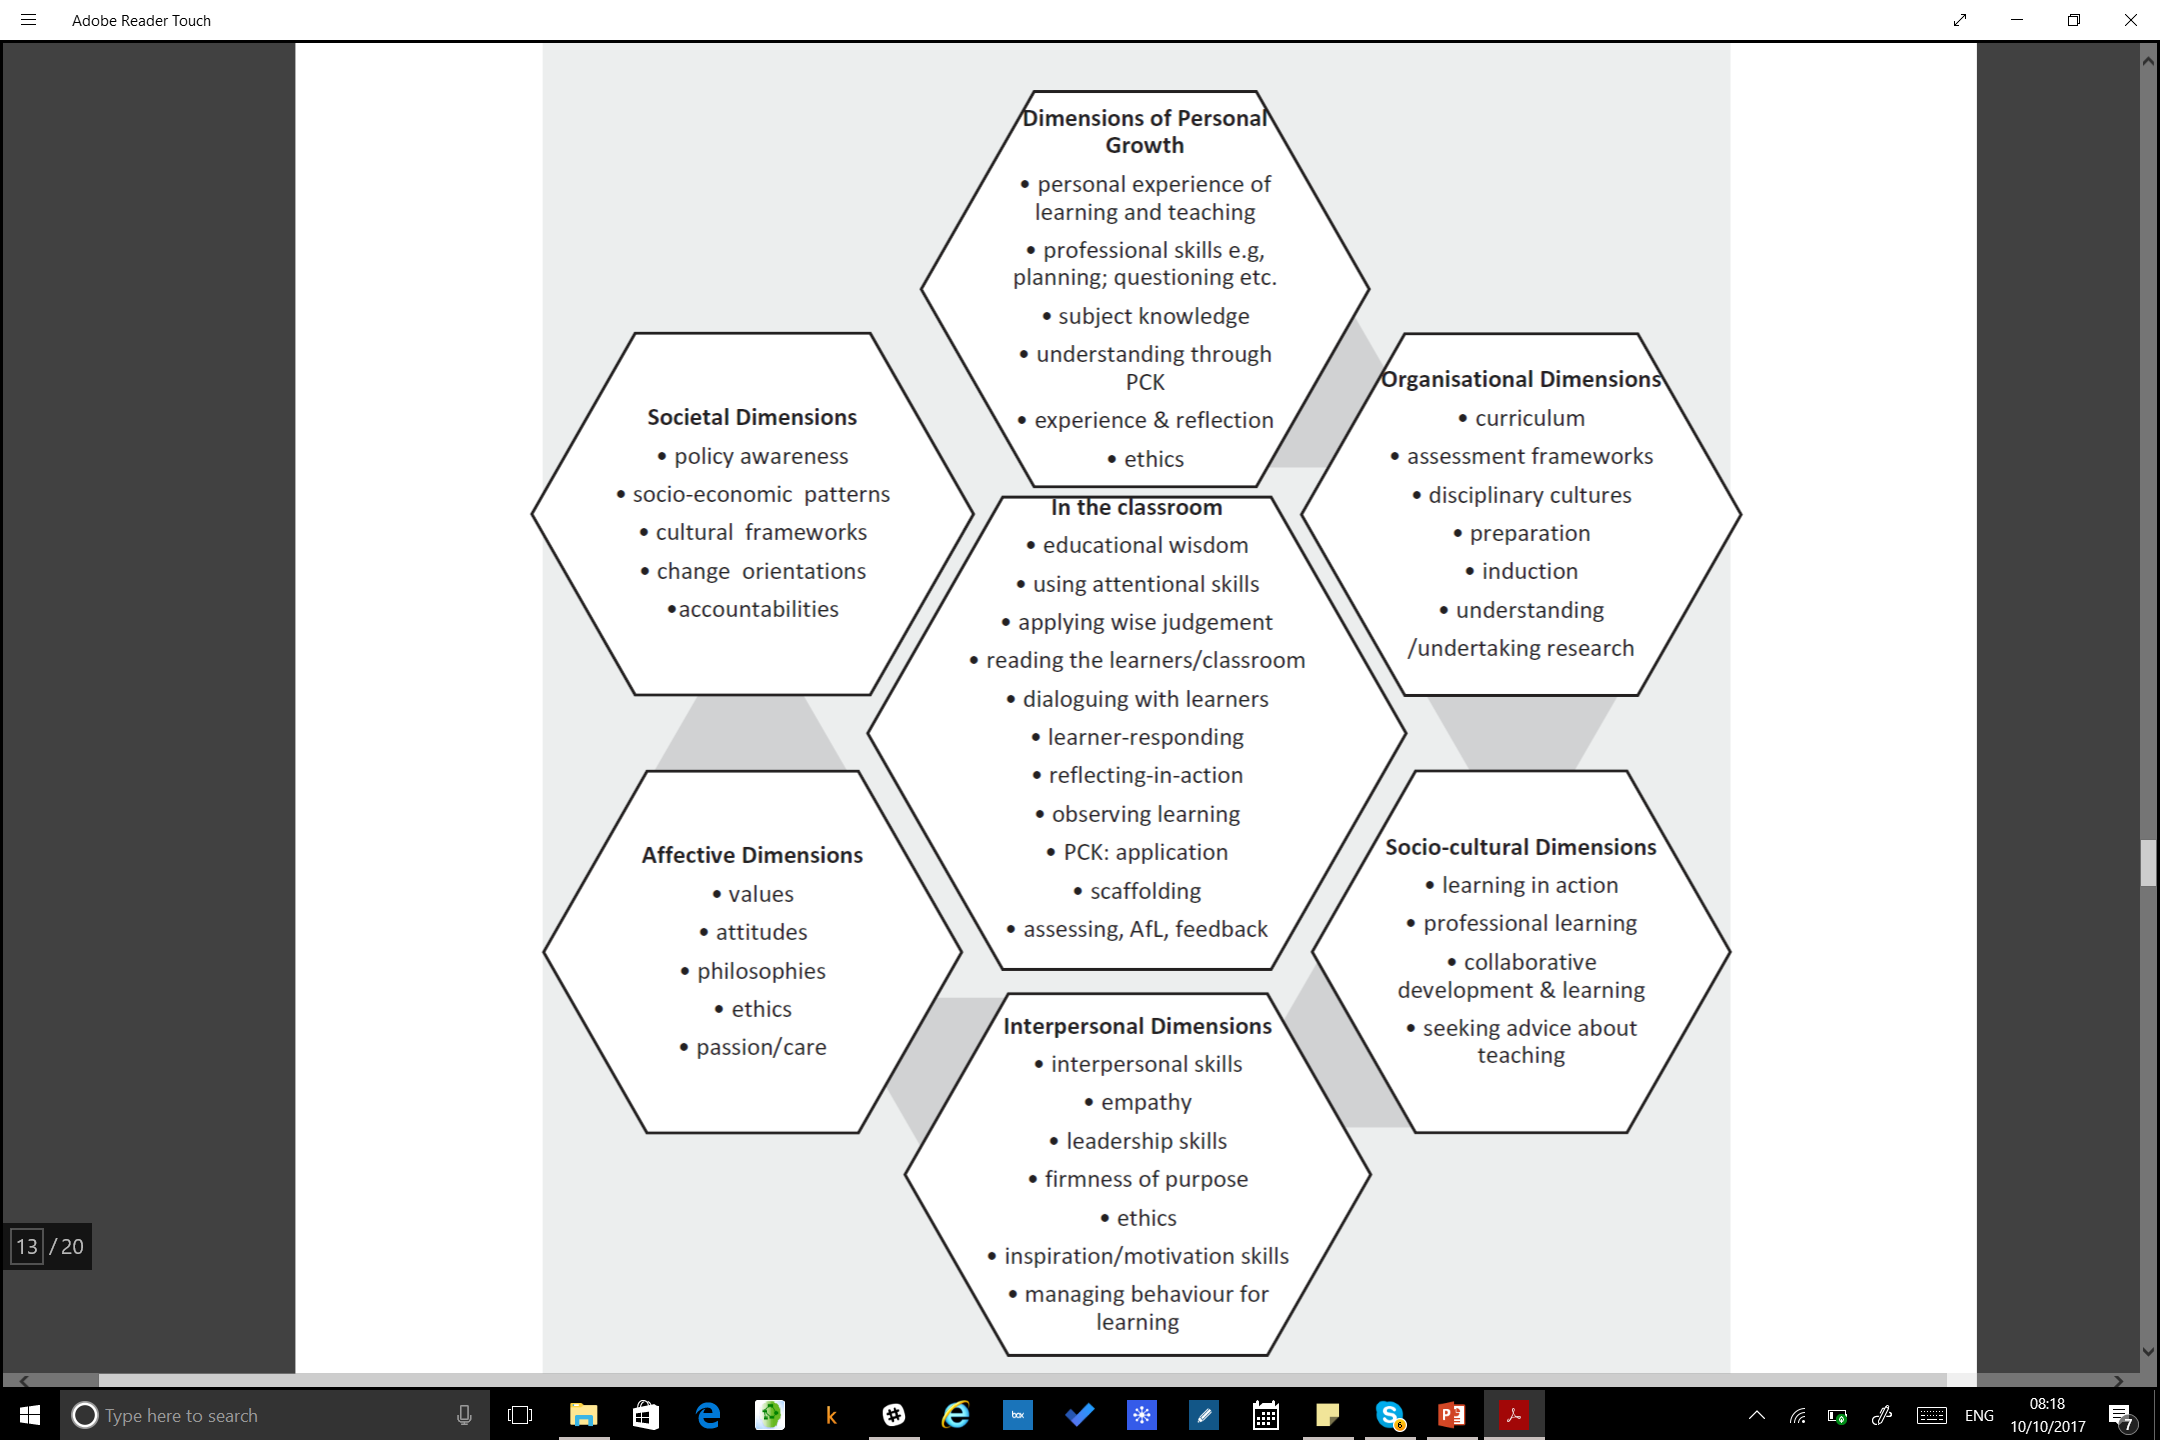 Adobe Reader Touch
Dimensions of Personal
Growth
• personal experience of
learning and teaching
• professional skills e.g,
planning; questioning etc.
• subject knowledge
• understanding through
PCK
• experience & reflection
• ethics
Societal Dimensions
• policy awareness
• socio-economic patterns
• cultural frameworks
• change orientations
•accountabilities
Organisational Dimensions
• curriculum
• assessment frameworks
• disciplinary cultures
• preparation
• induction
• understanding
/undertaking research
In the classroom
• educational wisdom
• using attentional skills
• applying wise judgement
• reading the learners/classroom
• dialoguing with learners
• learner-responding
• reflecting-in-action
• observing learning
• PCK: application
• scaffolding
• assessing, AfL, feedback
Affective Dimensions
• values
• attitudes
• philosophies
• ethics
• passion/care
Socio-cultural Dimensions
• learning in action
• professional learning
• collaborative
development & learning
• seeking advice about
teaching
Interpersonal Dimensions
• interpersonal skills
• empathy
• leadership skills
• firmness of purpose
• ethics
• inspiration/motivation skills
• managing behaviour for
learning
13 / 20
Type here to search
k
box
6
ENG
08:18
10/10/2017
7